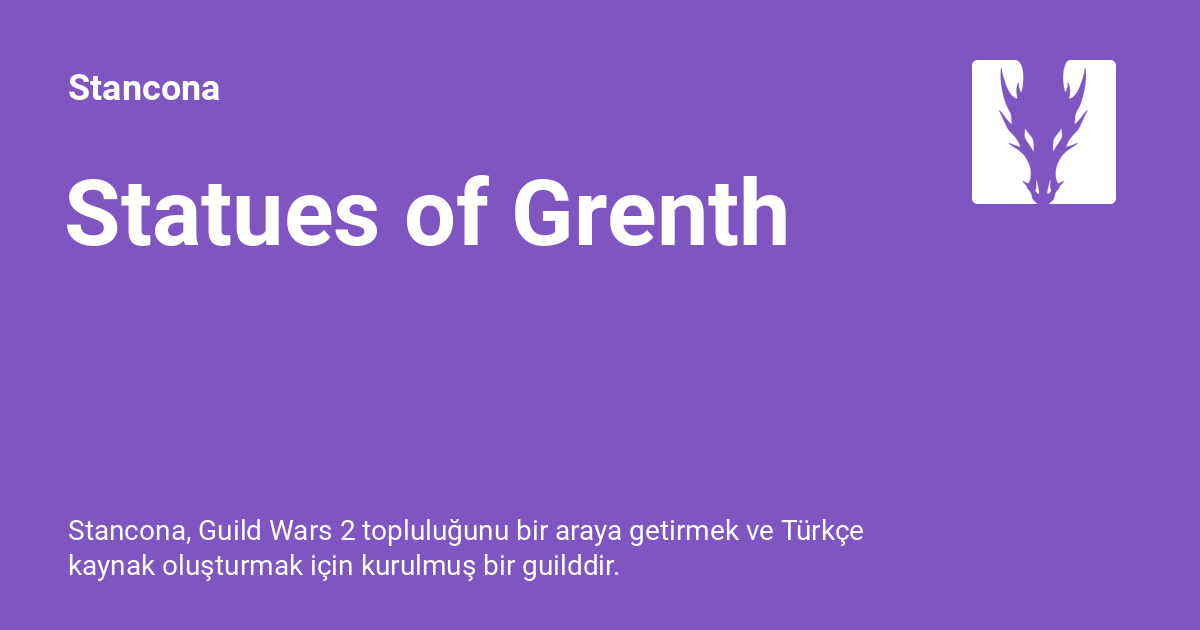 Stancona
Statues of Grenth
Stancona, Guild Wars 2 topluluğunu bir araya getirmek ve Türkçe
kaynak oluşturmak için kurulmuş bir guilddir.